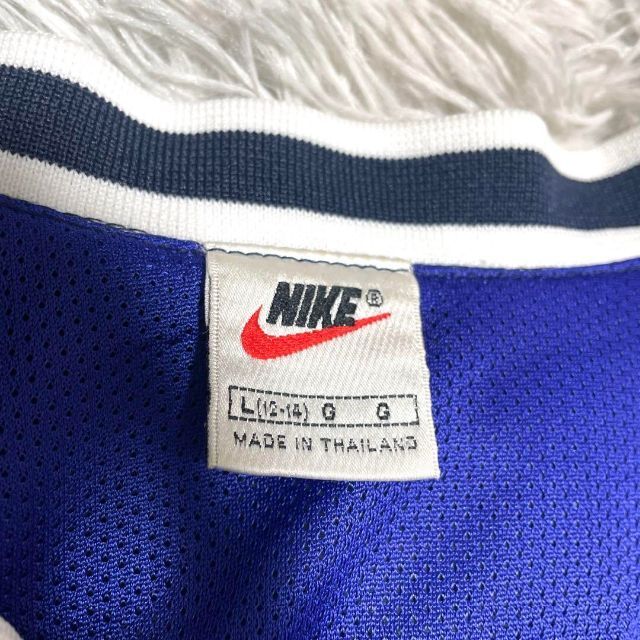 NIKE ®
L(12-14) G G
MADE IN THAILAND